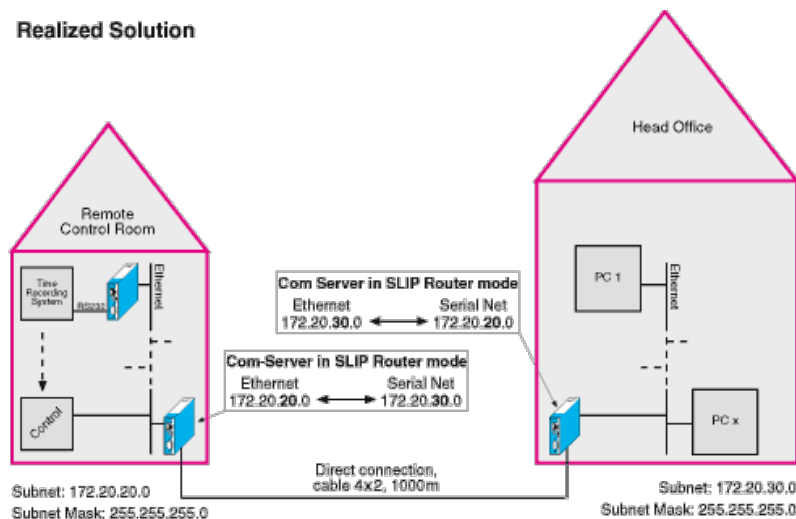 Realized Solution
Head Office
Remote
Control Room
Time
Recording
System
RS232
Ethernet
Control
Com Server in SLIP Router mode
Ethernet Serial Net
172.20.30.0 172.20.20.0
Com-Server in SLIP Router mode
Ethernet Serial Net
172.20.20.0 172.20.30.0
PC 1
Ethernet
PC x
Direct connection,
cable 4x2, 1000m
Subnet: 172.20.20.0
Subnet Mask: 255.255.255.0
Subnet: 172.20.30.0
Subnet Mask: 255.255.255.0